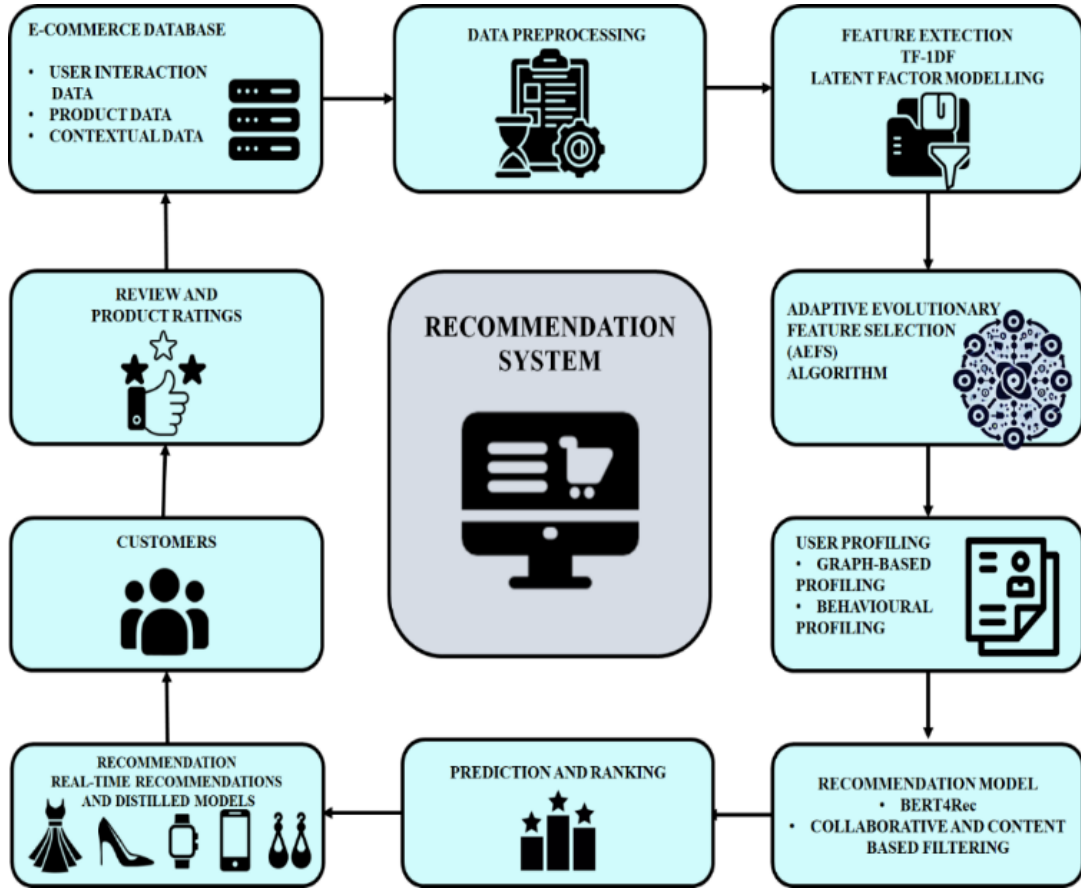 E-COMMERCE DATABASE
• USER INTERACTION
DATA
• PRODUCT DATA
• CONTEXTUAL DATA
DATA PREPROCESSING
FEATURE EXTECTION
TF-1DF
LATENT FACTOR MODELLING
REVIEW AND
PRODUCT RATINGS
RECOMMENDATION
SYSTEM
ADAPTIVE EVOLUTIONARY
FEATURE SELECTION
(AEFS)
ALGORITHM
CUSTOMERS
USER PROFILING
• GRAPH-BASED
PROFILING
• BEHAVIOURAL
PROFILING
RECOMMENDATION
REAL-TIME RECOMMENDATIONS
AND DISTILLED MODELS
PREDICTION AND RANKING
RECOMMENDATION MODEL
• BERT4Rec
• COLLABORATIVE AND CONTENT
BASED FILTERING